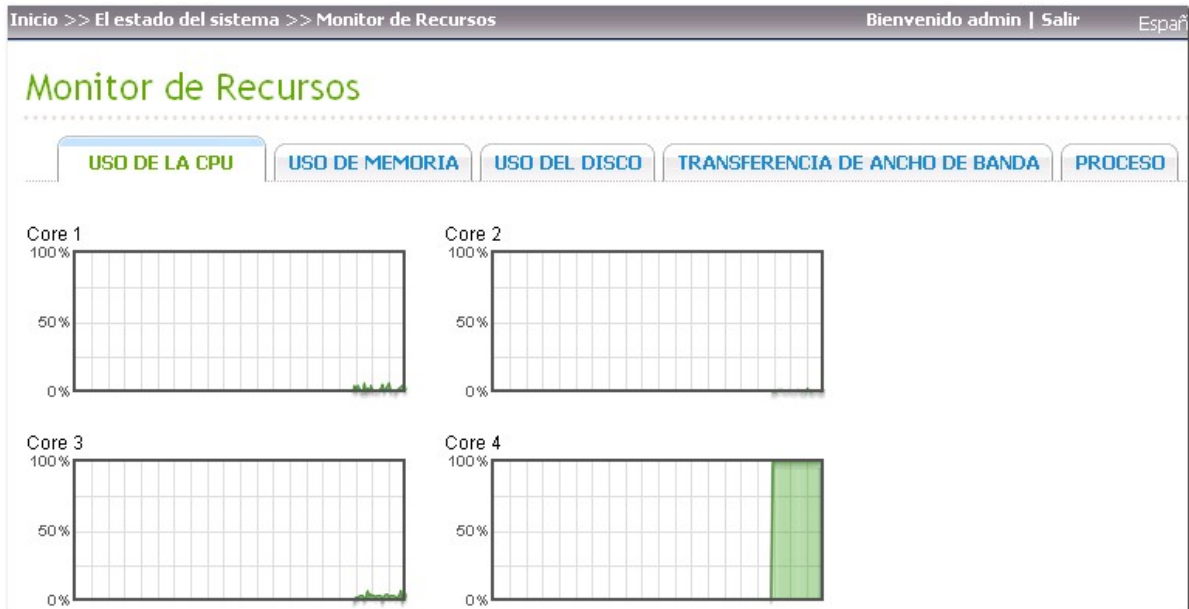 Inicio >> El estado del sistema >> Monitor de Recursos Bienvenido admin | Salir Españ
Monitor de Recursos
USO DE LA CPU USO DE MEMORIA USO DEL DISCO TRANSFERENCIA DE ANCHO DE BANDA PROCESO
Core 1 Core 2
100% 100%
50% 50%
0% 0%
Core 3 Core 4
100% 100%
50% 50%
0% 0%